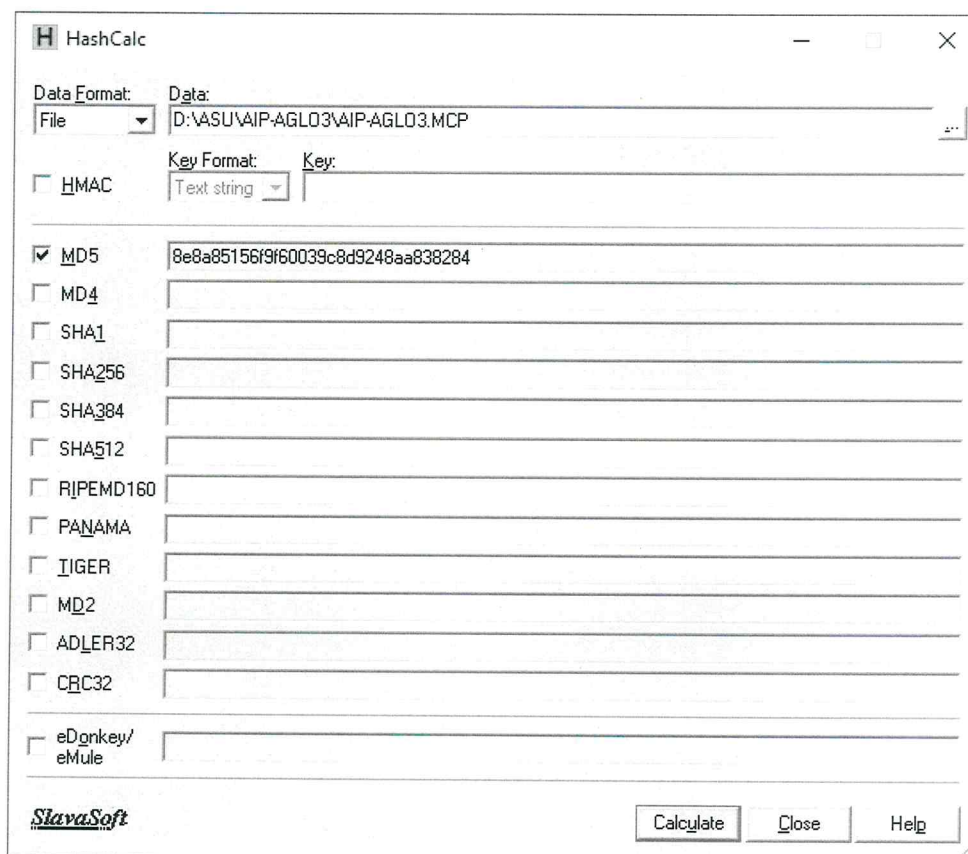 H HashCalc
Data Format: Data:
File D:\ASU\AIP-AGLO3\AIP-AGLO3.MCP ...
Key Format: Key:
HMAC Text string
MD5 8e8a85156f9f60039c8d9248aa838284
MD4
SHA1
SHA256
SHA384
SHA512
RIPEMD160
PANAMA
TIGER
MD2
ADLER32
CRC32
eDonkey/
eMule
SlavaSoft Calculate Close Help